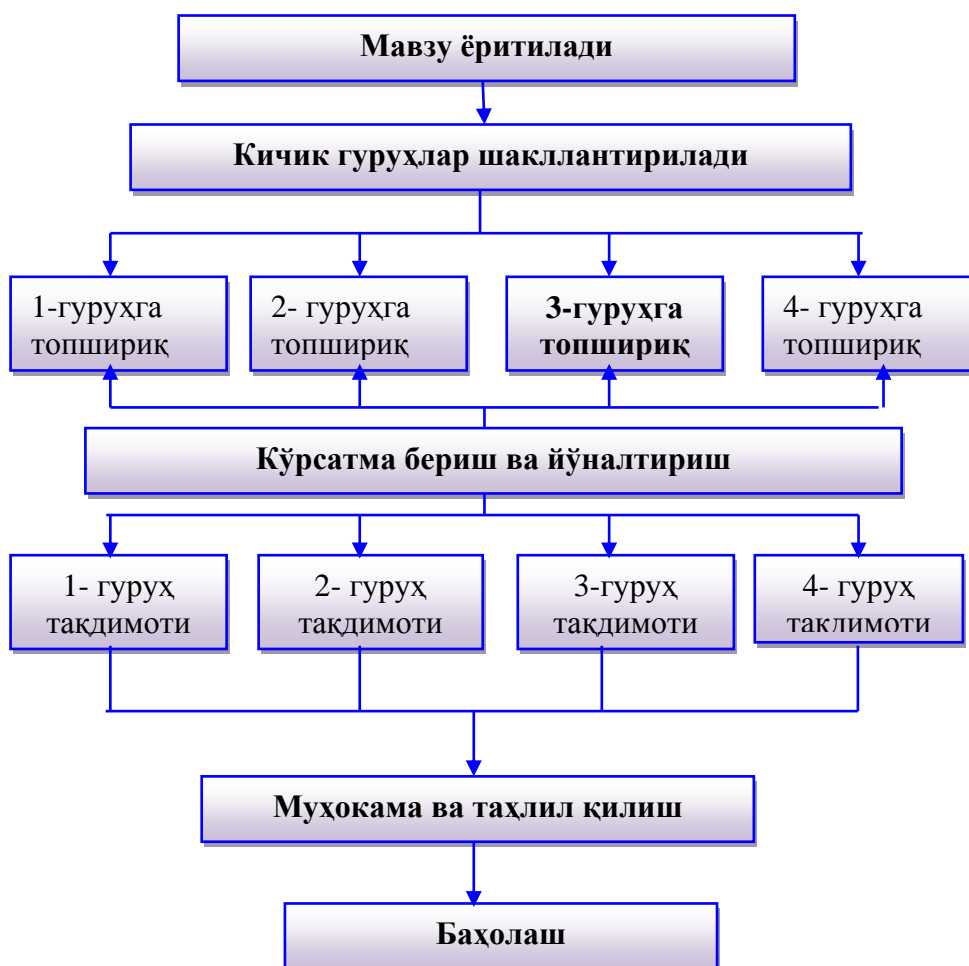 Мавзу ёритилади
Кичик гуруҳлар шакллантирилади
1-гуруҳга
топшириқ
2- гуруҳга
топшириқ
3-гуруҳга
топшириқ
4- гуруҳга
топшириқ
Кўрсатма бериш ва йўналтириш
1- гуруҳ
тақдимоти
2- гуруҳ
тақдимоти
3-гуруҳ
тақдимоти
4- гуруҳ
тақдимоти
Муҳокама ва таҳлил қилиш
Баҳолаш